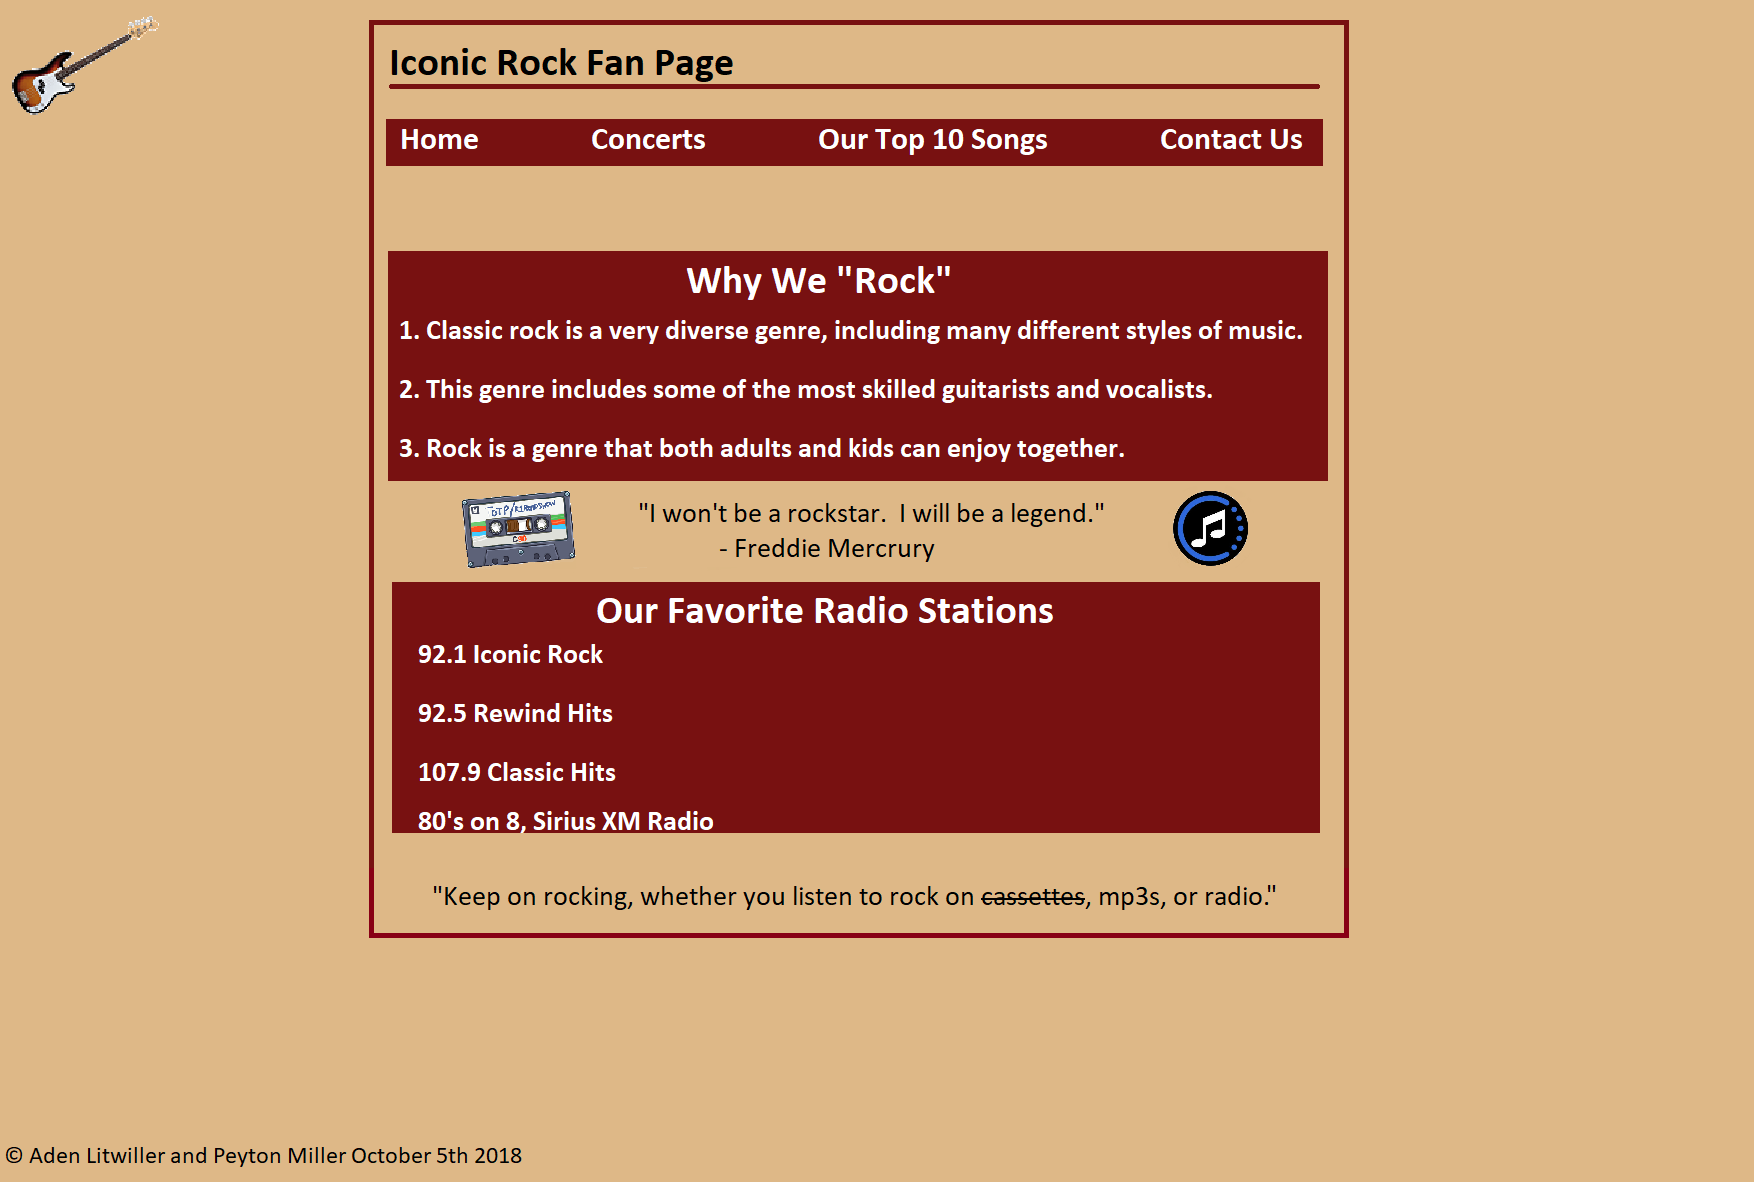 Iconic Rock Fan Page
Home Concerts Our Top 10 Songs Contact Us
Why We "Rock"
1. Classic rock is a very diverse genre, including many different styles of music.
2. This genre includes some of the most skilled guitarists and vocalists.
3. Rock is a genre that both adults and kids can enjoy together.
"I won't be a rockstar. I will be a legend."
- Freddie Mercrury
Our Favorite Radio Stations
92.1 Iconic Rock
92.5 Rewind Hits
107.9 Classic Hits
80's on 8, Sirius XM Radio
"Keep on rocking, whether you listen to rock on cassettes, mp3s, or radio."
© Aden Litwiller and Peyton Miller October 5th 2018